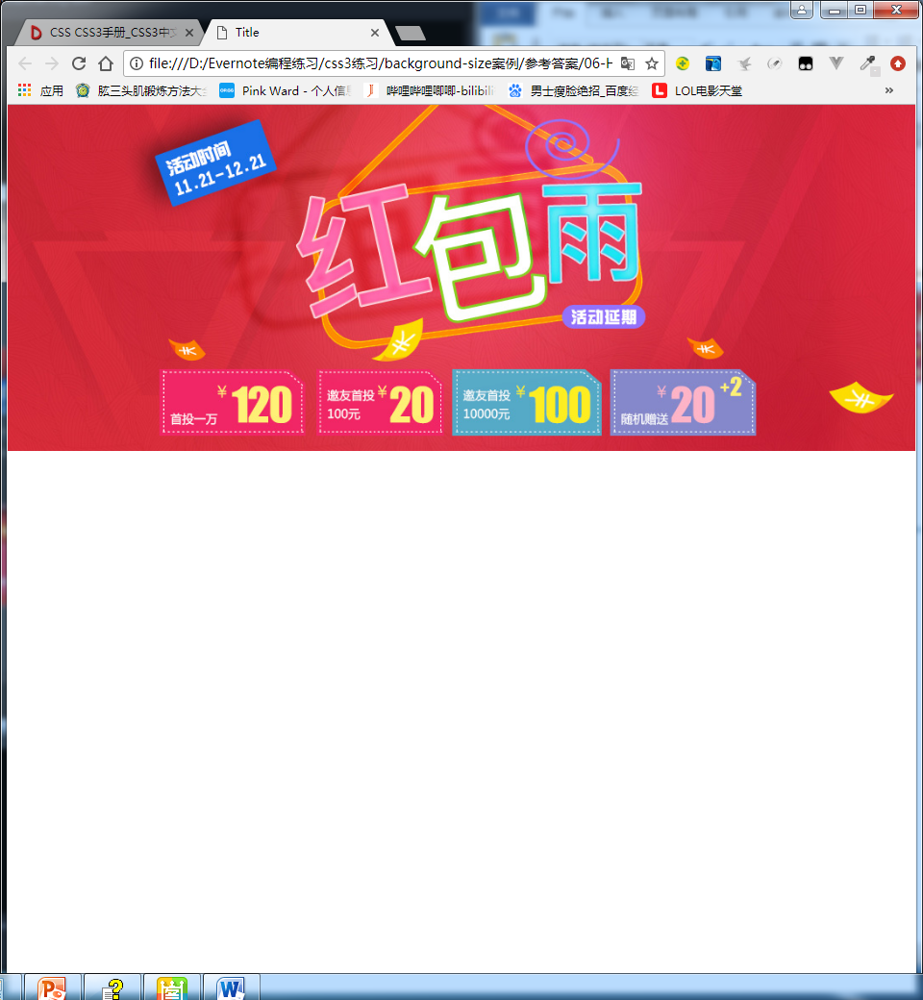 CSS CSS3手册_CSS3中文
Title
file:///D:/Evernote编程练习/css3练习/background-size案例/参考答案/06-H
应用
肱三头肌锻炼方法大全
Pink Ward - 个人信息
哔哩哔哩唧唧-bilibili
男士瘦脸绝招_百度经
LOL电影天堂
»
活动时间
11.21-12.21
红包雨
活动延期
首投一万 ¥120
邀友首投 ¥20
100元
邀友首投 ¥100
10000元
随机赠送 ¥20 +2